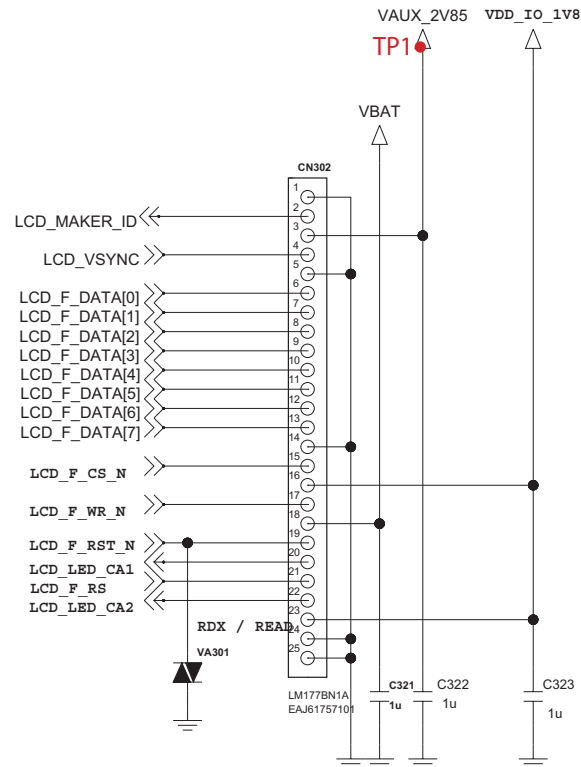 VAUX_2V85
VDD_IO_1V8
TP1
VBAT
CN302
1
2
LCD_MAKER_ID
3
4
LCD_VSYNC
5
6
LCD_F_DATA[0]
7
LCD_F_DATA[1]
8
LCD_F_DATA[2]
9
LCD_F_DATA[3]
10
LCD_F_DATA[4]
11
LCD_F_DATA[5]
12
LCD_F_DATA[6]
13
LCD_F_DATA[7]
14
15
LCD_F_CS_N
16
17
LCD_F_WR_N
18
19
LCD_F_RST_N
20
LCD_LED_CA1
21
LCD_F_RS
22
LCD_LED_CA2
23
RDX / READ
24
25
VA301
LM177BN1A
EAJ61757101
C321
1u
C322
1u
C323
1u